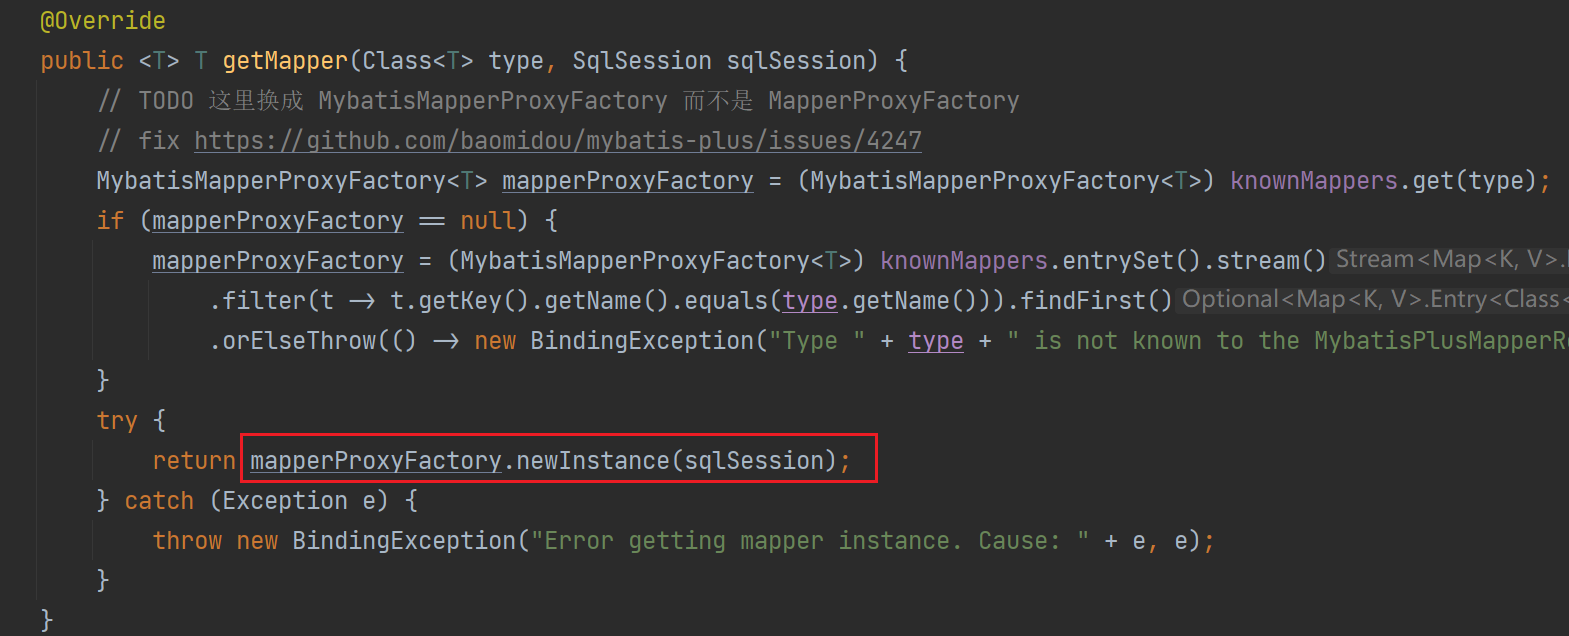 @Override
public <T> T getMapper(Class<T> type, SqlSession sqlSession) {
// TODO 这里换成 MybatisMapperProxyFactory 而不是 MapperProxyFactory
// fix https://github.com/baomidou/mybatis-plus/issues/4247
MybatisMapperProxyFactory<T> mapperProxyFactory = (MybatisMapperProxyFactory<T>) knownMappers.get(type);
if (mapperProxyFactory == null) {
mapperProxyFactory = (MybatisMapperProxyFactory<T>) knownMappers.entrySet().stream() Stream<Map<K, V>.
.filter(t -> t.getKey().getName().equals(type.getName())).findFirst() Optional<Map<K, V>.Entry<Class<
.orElseThrow(() -> new BindingException("Type " + type + " is not known to the MybatisPlusMapperR
}
try {
return mapperProxyFactory.newInstance(sqlSession);
} catch (Exception e) {
throw new BindingException("Error getting mapper instance. Cause: " + e, e);
}
}